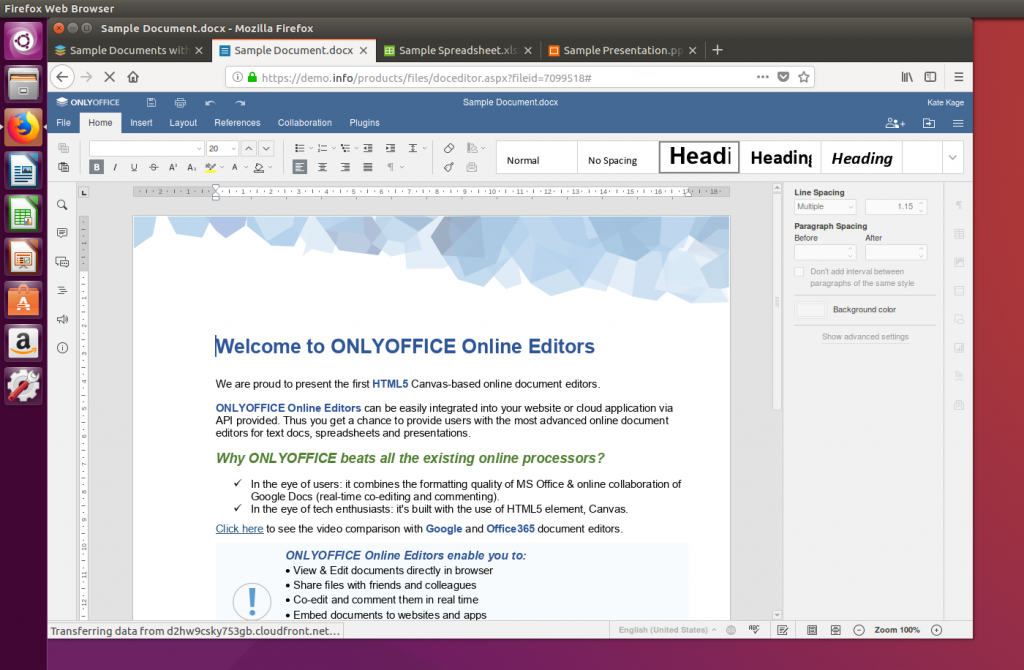 Firefox Web Browser
Sample Document.docx - Mozilla Firefox
Sample Documents with
Sample Document.docx
Sample Spreadsheet.xls
Sample Presentation.pp
https://demo.info/products/files/doceditor.aspx?fileid=7099518#
ONLYOFFICE
Sample Document.docx
Kate Kage
File Home Insert Layout References Collaboration Plugins
20
Normal
No Spacing
Headi
Heading
Heading
Line Spacing
Multiple
1.15
Paragraph Spacing
Before
After
Don't add interval between
paragraphs of the same style
Background color
Show advanced settings
Welcome to ONLYOFFICE Online Editors
We are proud to present the first HTML5 Canvas-based online document editors.
ONLYOFFICE Online Editors can be easily integrated into your website or cloud application via
API provided. Thus you get a chance to provide users with the most advanced online document
editors for text docs, spreadsheets and presentations.
Why ONLYOFFICE beats all the existing online processors?
✓ In the eye of users: it combines the formatting quality of MS Office & online collaboration of
Google Docs (real-time co-editing and commenting).
✓ In the eye of tech enthusiasts: it's built with the use of HTML5 element, Canvas.
Click here to see the video comparison with Google and Office365 document editors.
ONLYOFFICE Online Editors enable you to:
• View & Edit documents directly in browser
• Share files with friends and colleagues
• Co-edit and comment them in real time
• Embed documents to websites and apps
Transferring data from d2hw9csky753gb.cloudfront.net...
English (United States)
Zoom 100%